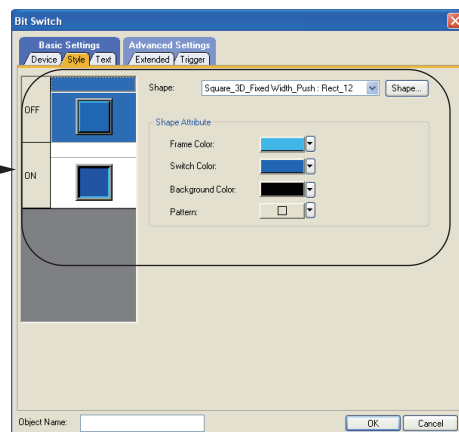 Bit Switch
Basic Settings
Advanced Settings
Device Style Text Extended Trigger
OFF
ON
Shape: Square_3D_Fixed Width_Push : Rect_12 Shape...
Shape Attribute
Frame Color:
Switch Color:
Background Color:
Pattern:
Object Name:
OK Cancel